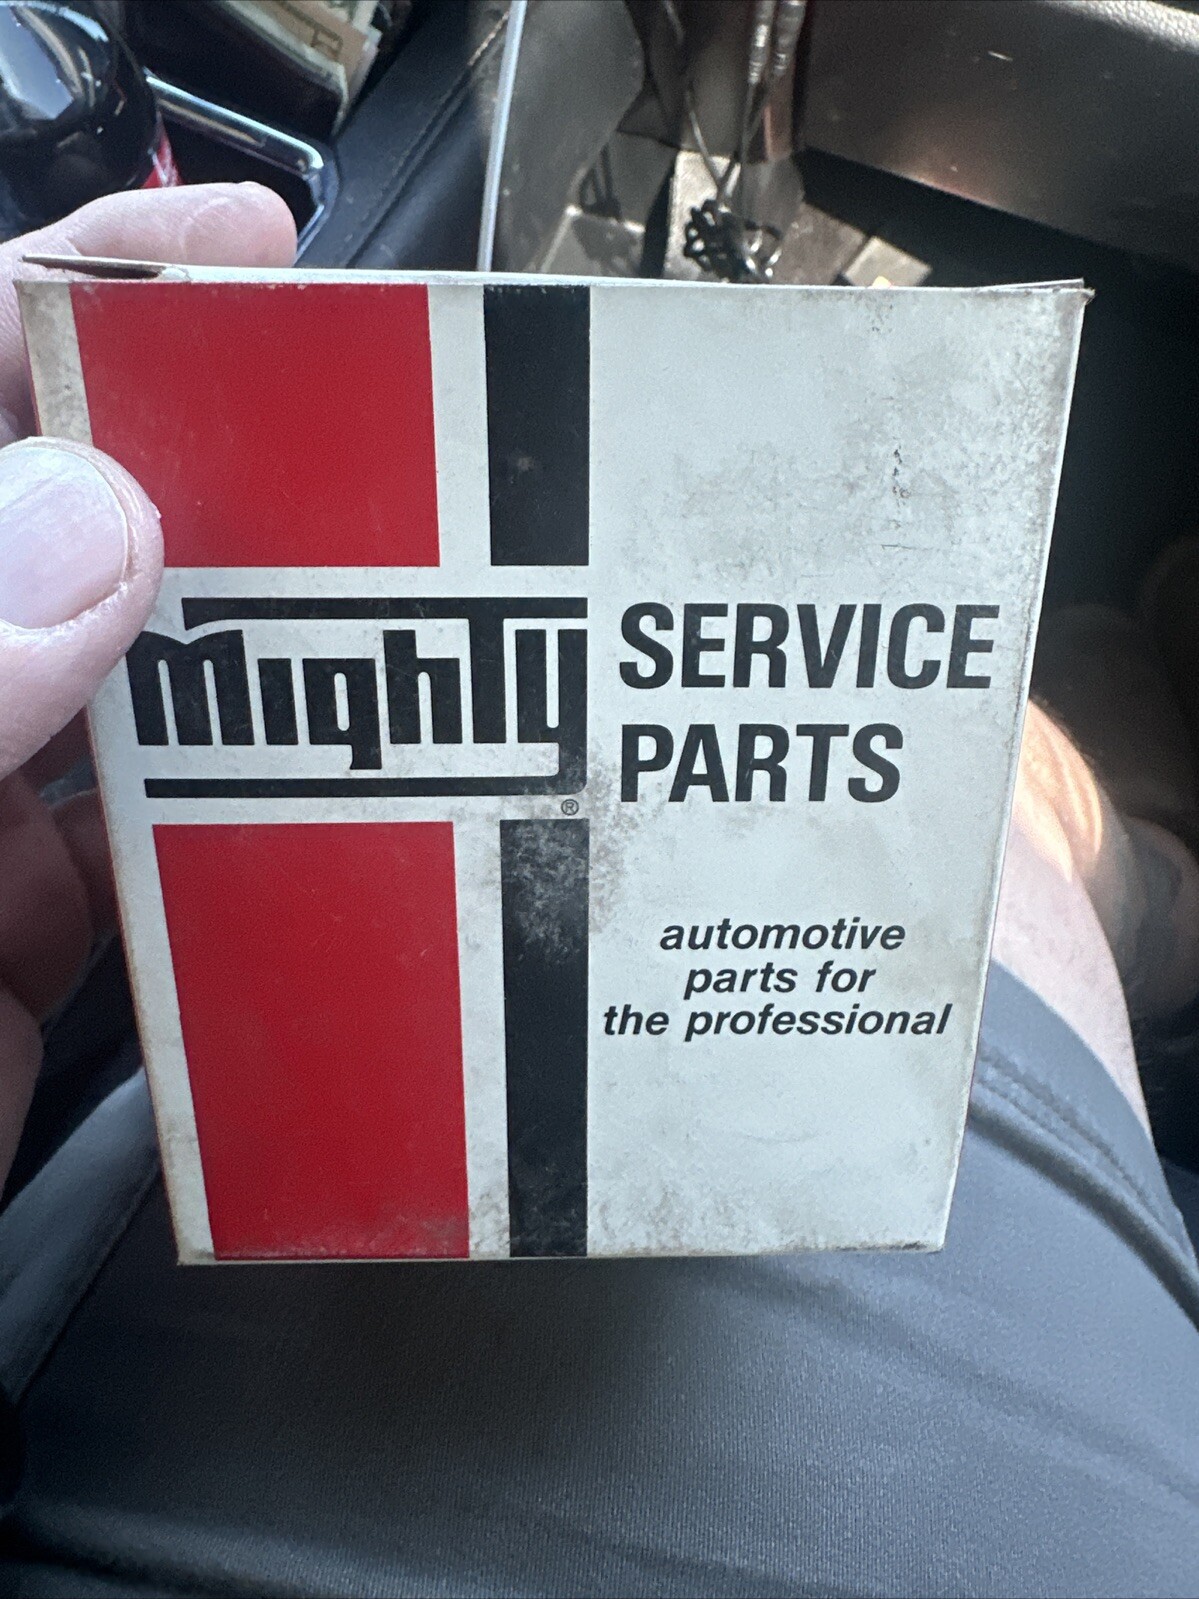 Mighty
®
SERVICE
PARTS
automotive
parts for
the professional